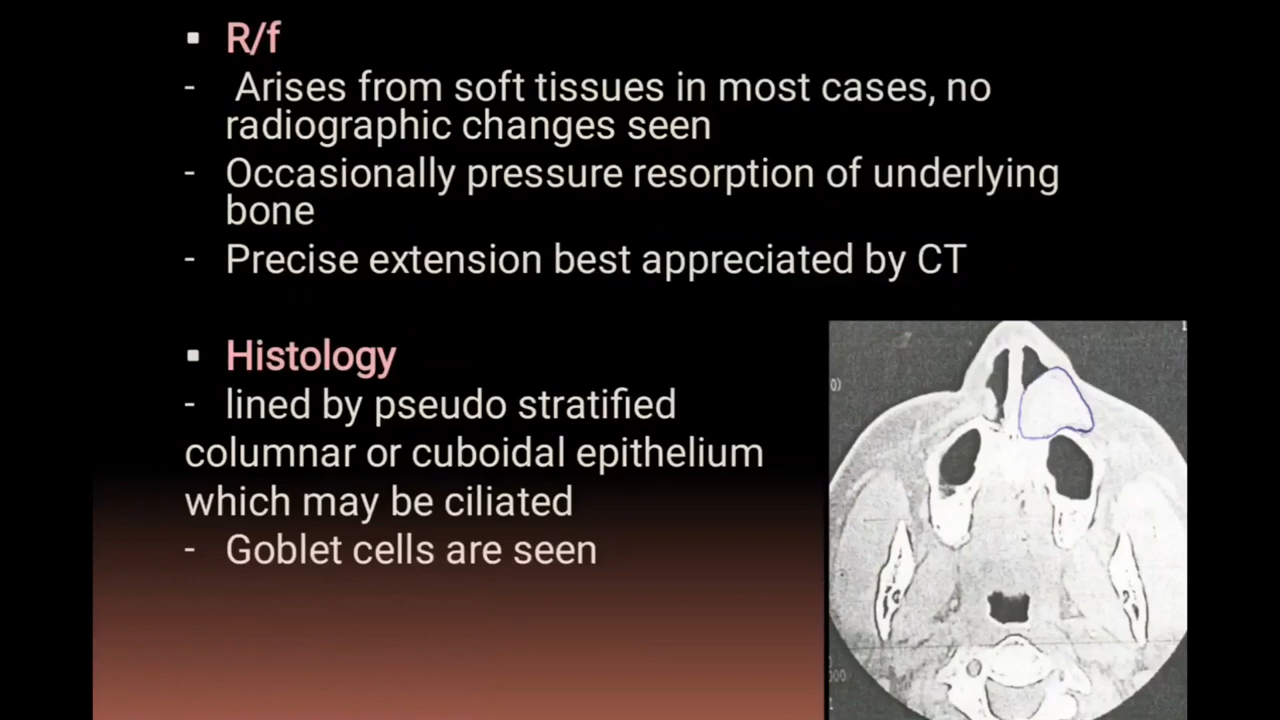 ▪ R/f
- Arises from soft tissues in most cases, no
radiographic changes seen
- Occasionally pressure resorption of underlying
bone
- Precise extension best appreciated by CT
▪ Histology
- lined by pseudo stratified
columnar or cuboidal epithelium
which may be ciliated
- Goblet cells are seen
0)